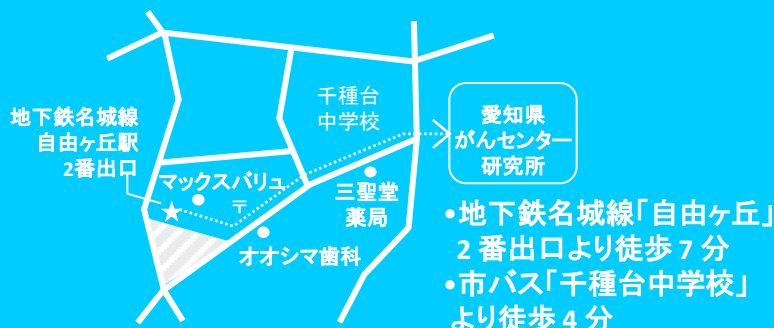 千種台
中学校
地下鉄名城線
自由ヶ丘駅
2番出口
愛知県
がんセンター
研究所
マックスバリュ
〒
三聖堂
薬局
オオシマ歯科
•地下鉄名城線「自由ヶ丘」
2番出口より徒歩7分
•市バス「千種台中学校」
より徒歩4分